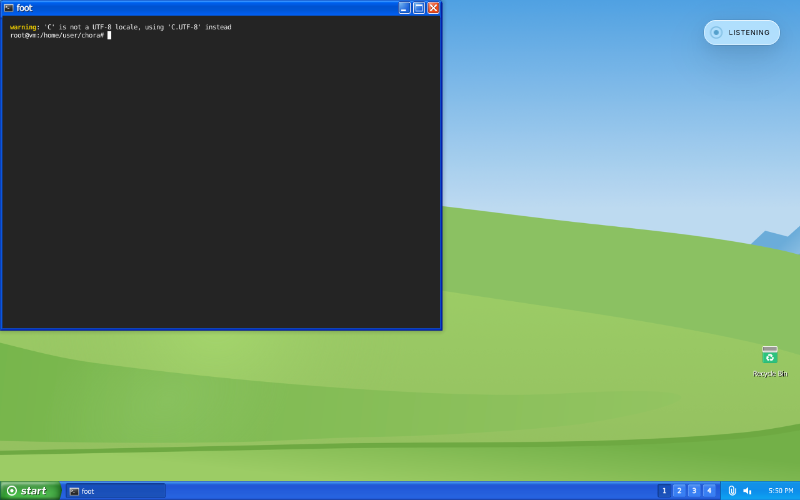 foot
warning: 'C' is not a UTF-8 locale, using 'C.UTF-8' instead
root@vm:/home/user/chora#
LISTENING
Recycle Bin
start
foot
1 2 3 4
5:50 PM